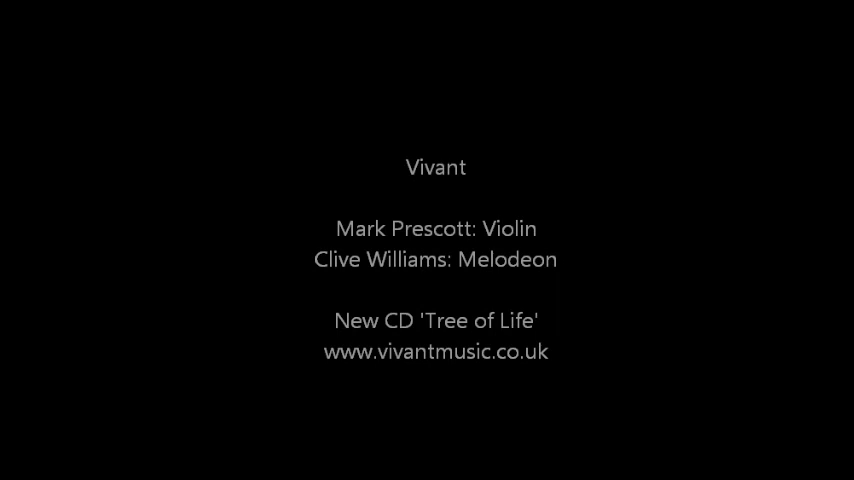 Vivant
Mark Prescott: Violin
Clive Williams: Melodeon
New CD 'Tree of Life'
www.vivantmusic.co.uk